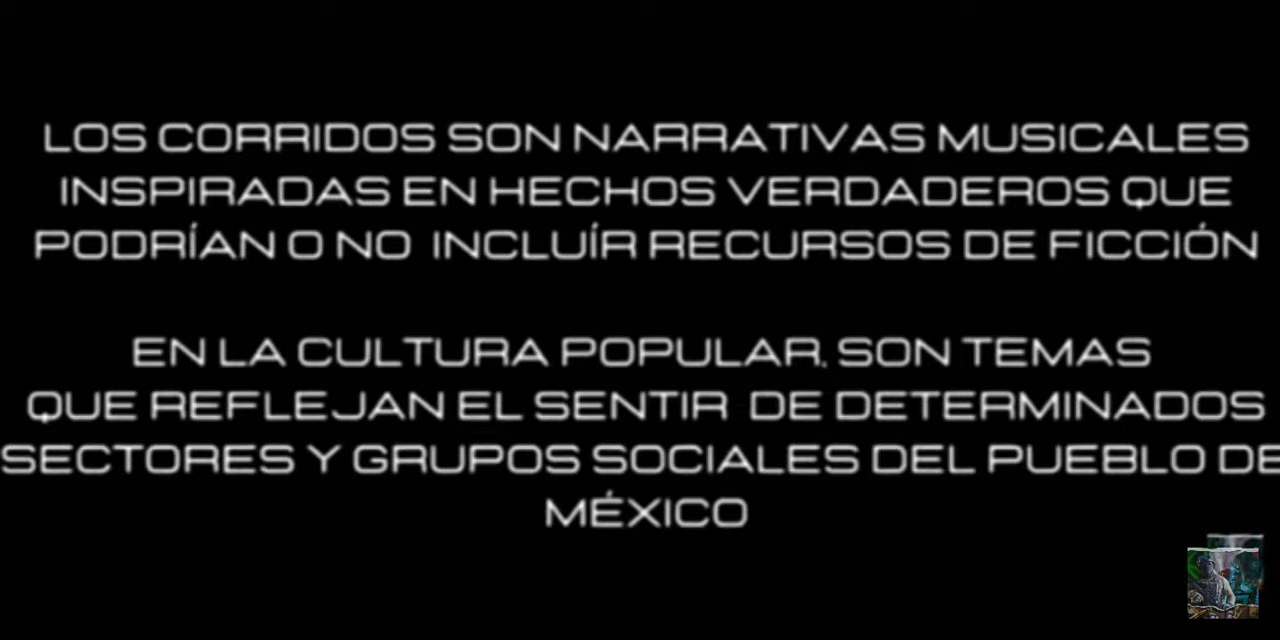 LOS CORRIDOS SON NARRATIVAS MUSICALES
INSPIRADAS EN HECHOS VERDADEROS QUE
PODRÍAN O NO INCLUÍR RECURSOS DE FICCIÓN
EN LA CULTURA POPULAR, SON TEMAS
QUE REFLEJAN EL SENTIR DE DETERMINADOS
SECTORES Y GRUPOS SOCIALES DEL PUEBLO DE
MÉXICO